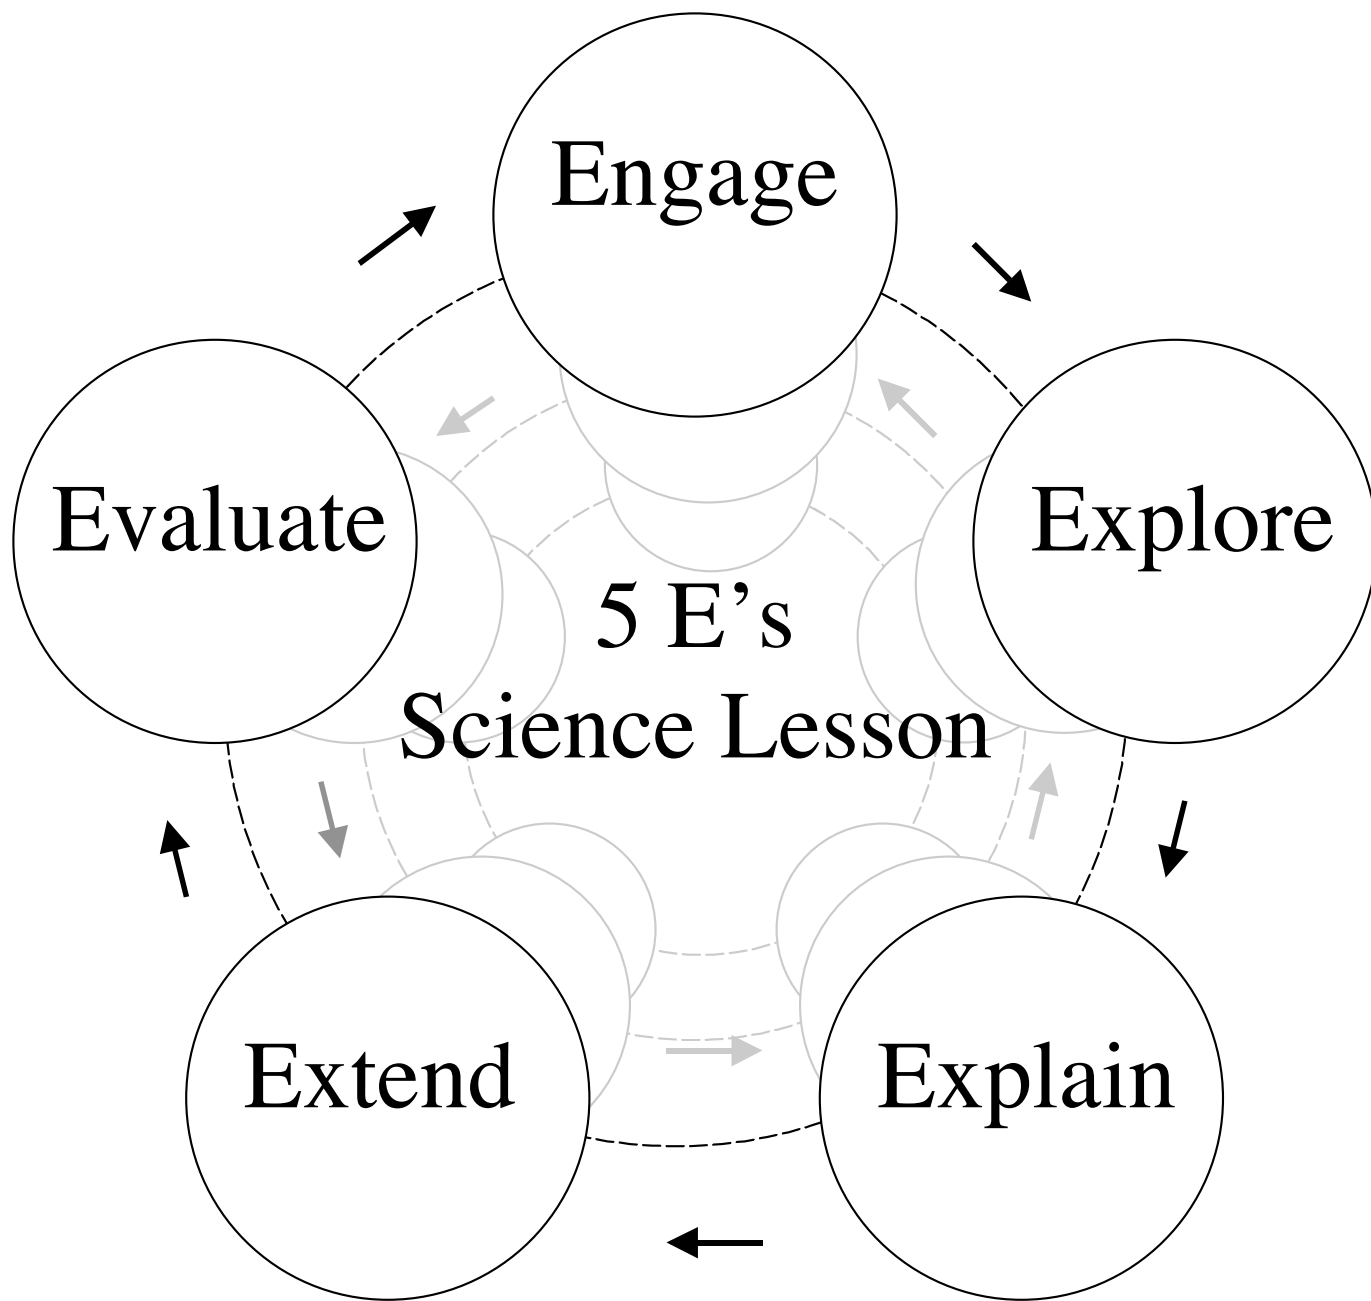 Engage
Evaluate
Explore
5 E’s
Science Lesson
Extend
Explain